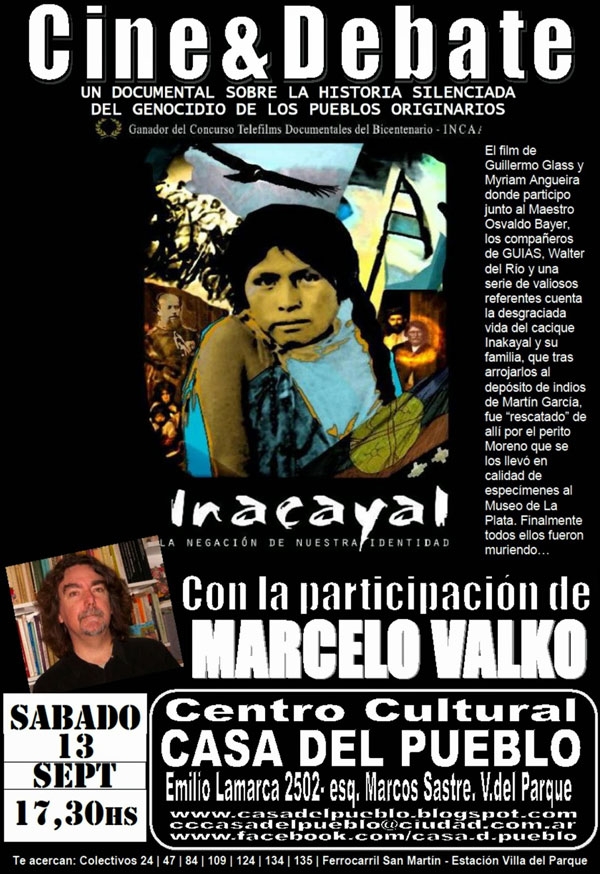 Cine&Debate
UN DOCUMENTAL SOBRE LA HISTORIA SILENCIADA
DEL GENOCIDIO DE LOS PUEBLOS ORIGINARIOS
Ganador del Concurso Telefilms Documentales del Bicentenario - INCAA
El film de
Guillermo Glass y
Myriam Angueira
donde participo
junto al Maestro
Osvaldo Bayer,
los compañeros
de GUIAS, Walter
del Río y una
serie de valiosos
referentes cuenta
la desgraciada
vida del cacique
Inakayal y su
familia, que tras
arrojarlos al
depósito de indios
de Martín García,
fue “rescatado” de
allí por el perito
Moreno que se
los llevó en
calidad de
especímenes al
Museo de La
Plata. Finalmente
todos ellos fueron
muriendo…
Inacayal
LA NEGACIÓN DE NUESTRA IDENTIDAD
Con la participación de
MARCELO VALKO
SABADO
13
SEPT
17,30HS
Centro Cultural
CASA DEL PUEBLO
Emilio Lamarca 2502- esq. Marcos Sastre. V.del Parque
www.casadelpueblo.blogspot.com
cccasadelpueblo@ciudad.com.ar
www.facebook.com/casa.d.pueblo
Te acercan: Colectivos 24 | 47 | 84 | 109 | 124 | 134 | 135 | Ferrocarril San Martín - Estación Villa del Parque